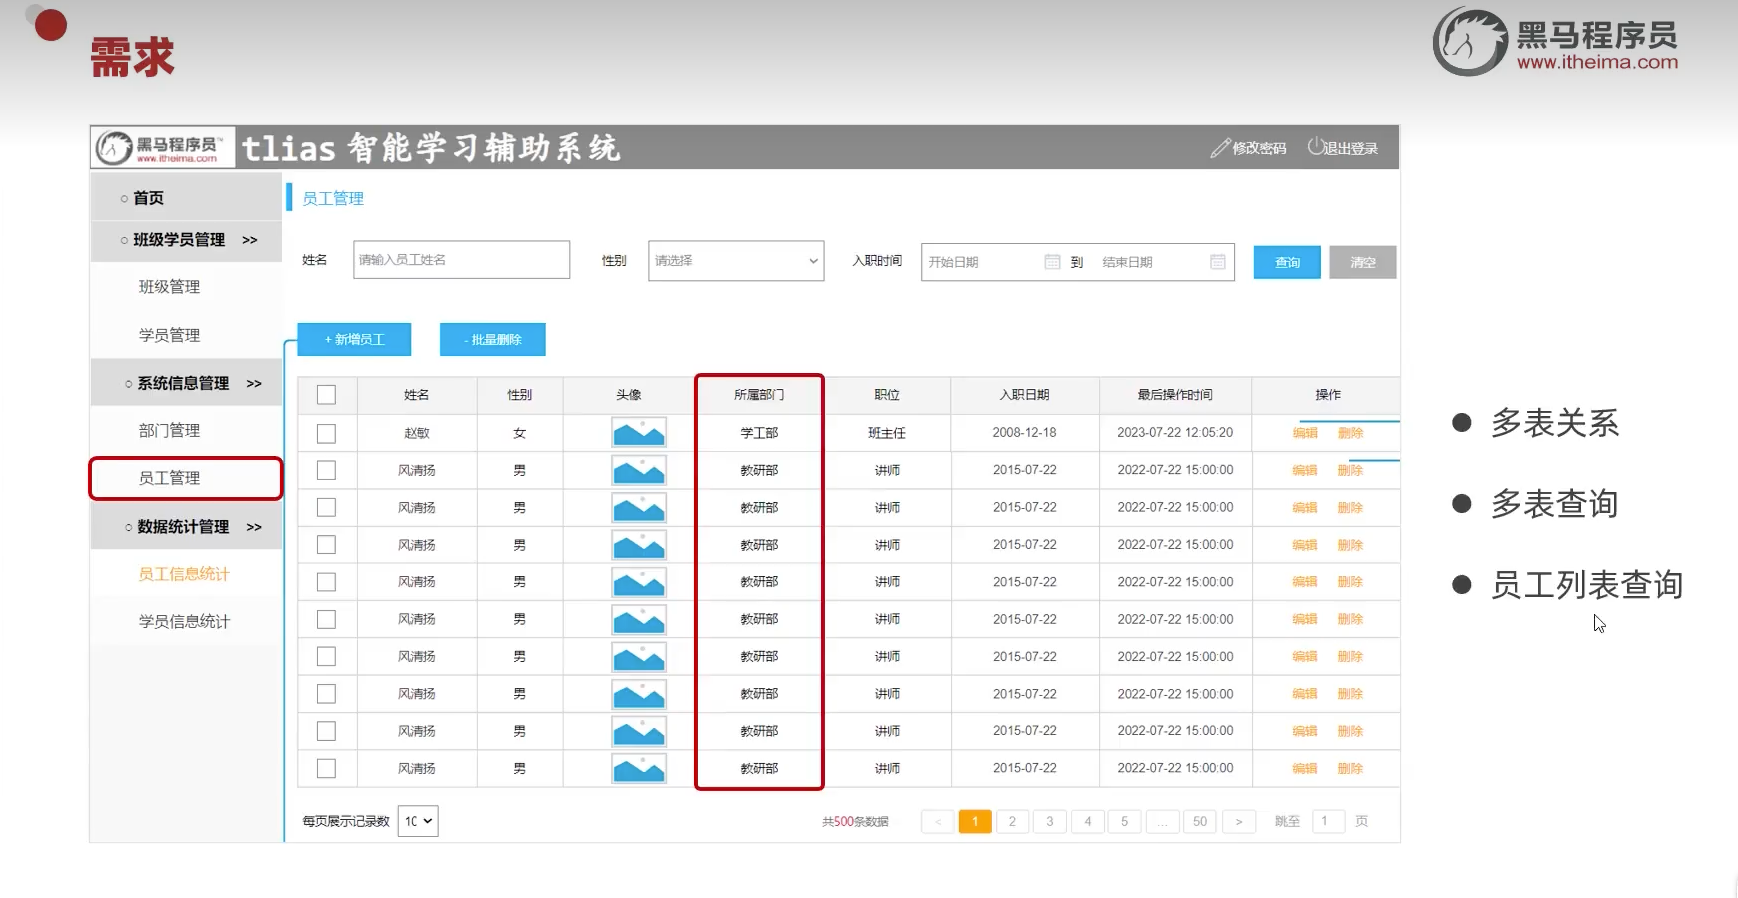 需求
黑马程序员
www.itheima.com
黑马程序员™
www.itheima.com
tlias 智能学习辅助系统
修改密码 退出登录
首页
班级学员管理 >>
班级管理
学员管理
系统信息管理 >>
部门管理
员工管理
数据统计管理 >>
员工信息统计
学员信息统计
员工管理
姓名 请输入员工姓名 性别 请选择 入职时间 开始日期 到 结束日期 查询 清空
+ 新增员工 - 批量删除
姓名 性别 头像 所属部门 职位 入职日期 最后操作时间 操作
赵敏 女 学工部 班主任 2008-12-18 2023-07-22 12:05:20 编辑 删除
风清扬 男 教研部 讲师 2015-07-22 2022-07-22 15:00:00 编辑 删除
风清扬 男 教研部 讲师 2015-07-22 2022-07-22 15:00:00 编辑 删除
风清扬 男 教研部 讲师 2015-07-22 2022-07-22 15:00:00 编辑 删除
风清扬 男 教研部 讲师 2015-07-22 2022-07-22 15:00:00 编辑 删除
风清扬 男 教研部 讲师 2015-07-22 2022-07-22 15:00:00 编辑 删除
风清扬 男 教研部 讲师 2015-07-22 2022-07-22 15:00:00 编辑 删除
风清扬 男 教研部 讲师 2015-07-22 2022-07-22 15:00:00 编辑 删除
风清扬 男 教研部 讲师 2015-07-22 2022-07-22 15:00:00 编辑 删除
风清扬 男 教研部 讲师 2015-07-22 2022-07-22 15:00:00 编辑 删除
每页展示记录数 10 共500条数据 < 1 2 3 4 5 ... 50 > 跳至 1 页
● 多表关系
● 多表查询
● 员工列表查询